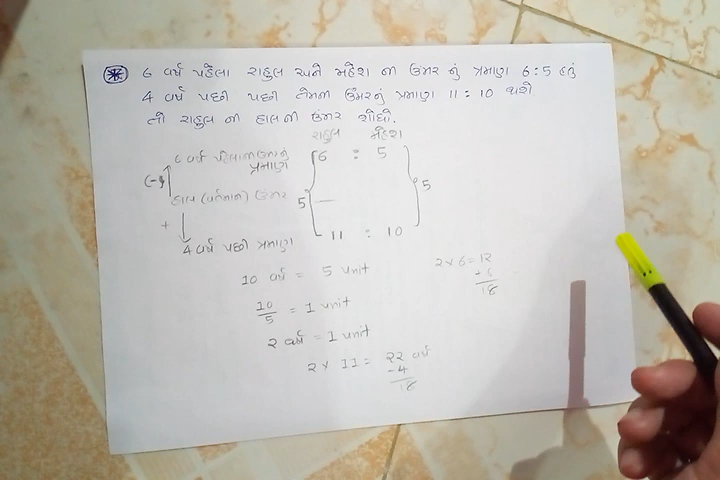 6 વર્ષ પહેલા રાહુલ અને મહેશ ની ઉંમર નું પ્રમાણ 6:5 હતું
4 વર્ષ પછી પછી તેમની ઉંમરનું પ્રમાણ 11:10 થશે
તો રાહુલ ની હાલ ની ઉંમર શોધો.
રાહુલ મહેશ
6 વર્ષ પહેલાની ઉંમરનું પ્રમાણ 6 : 5
(-)
હાલ (વર્તમાન) ઉંમર 5 — 5
+
4 વર્ષ પછી પ્રમાણ 11 : 10
10 વર્ષ = 5 unit
10/5 = 1 unit
2 વર્ષ = 1 unit
2 × 11 = 22 વર્ષ
-4
18
2 × 6 = 12
+6
18